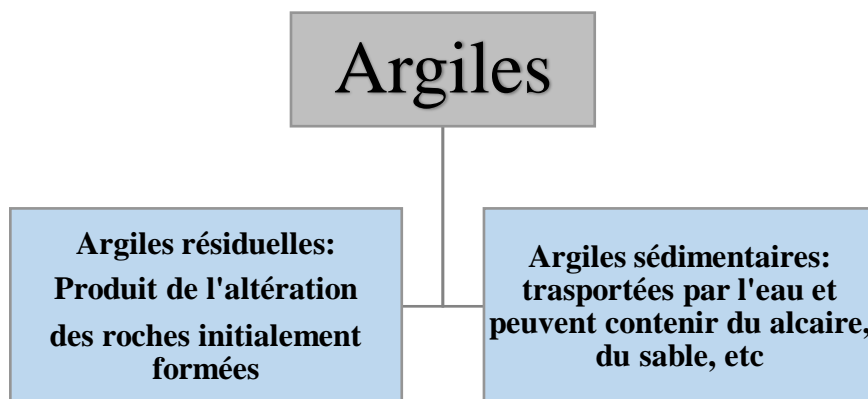 Argiles
Argiles résiduelles:
Produit de l'altération
des roches initialement
formées
Argiles sédimentaires:
trasportées par l'eau et
peuvent contenir du alcaire,
du sable, etc